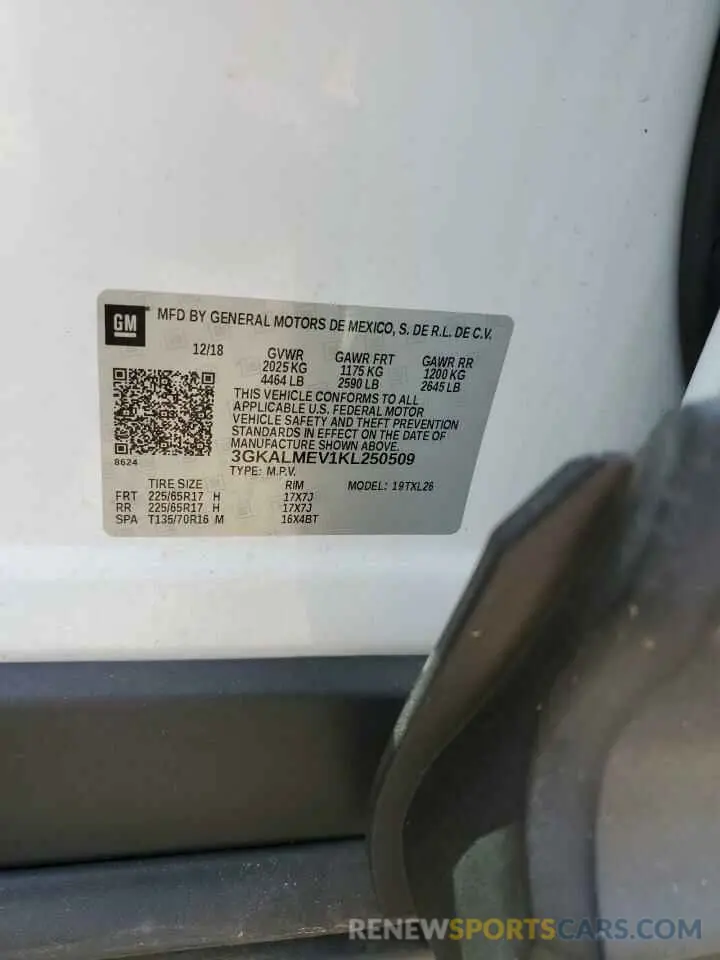 GM MFD BY GENERAL MOTORS DE MEXICO, S. DE R.L. DE C.V.
12/18 GVWR GAWR FRT GAWR RR
2025 KG 1175 KG 1200 KG
4464 LB 2590 LB 2645 LB
THIS VEHICLE CONFORMS TO ALL
APPLICABLE U.S. FEDERAL MOTOR
VEHICLE SAFETY AND THEFT PREVENTION
STANDARDS IN EFFECT ON THE DATE OF
MANUFACTURE SHOWN ABOVE.
8624 3GKALMEV1KL250509
TYPE: M.P.V.
TIRE SIZE RIM MODEL: 19TXL26
FRT 225/65R17 H 17X7J
RR 225/65R17 H 17X7J
SPA T135/70R16 M 16X4BT
RENEWSPORTSCARS.COM